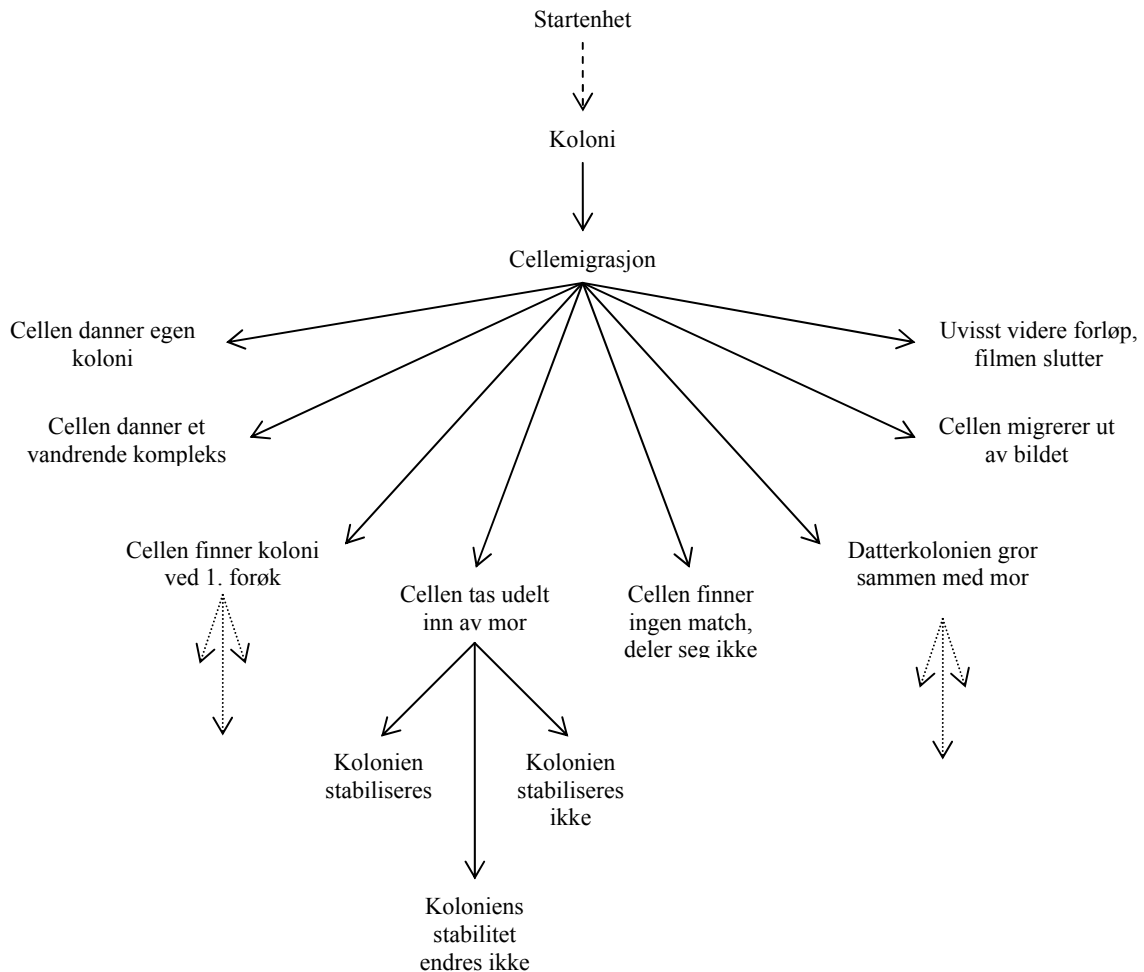 Startenhet
Koloni
Cellemigrasjon
Cellen danner egen
koloni
Uvisst videre forløp,
filmen slutter
Cellen danner et
vandrende kompleks
Cellen migrerer ut
av bildet
Cellen finner koloni
ved 1. forøk
Cellen tas udelt
inn av mor
Cellen finner
ingen match,
deler seg ikke
Datterkolonien gror
sammen med mor
Kolonien
stabiliseres
Kolonien
stabiliseres
ikke
Koloniens
stabilitet
endres ikke